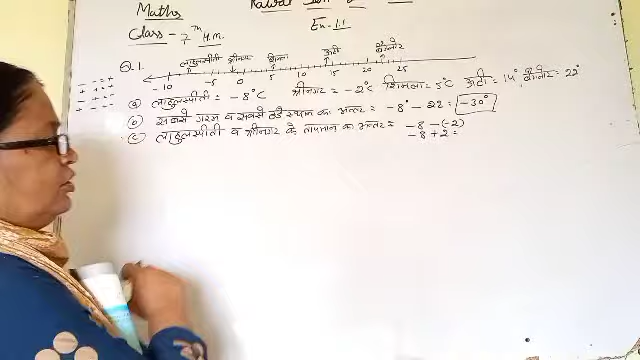 Maths
Class - 7th H.M.
Ex - 1.1
Q.1.
लाहुलस्पीती श्रीनगर शिमला ऊटी बंगलोर
-10 -5 0 5 10 15 20 25
(a) लाहुलस्पीती = -8°C श्रीनगर = -2°C शिमला = 5°C ऊटी = 14° = 22°
(b) सबसे गरम व सबसे ठंडे स्थान का अन्तर = -8° - 22 = -30°
(c) लाहुलस्पीती व श्रीनगर के तापमान का अन्तर = -8 - (-2)
-8 + 2 =